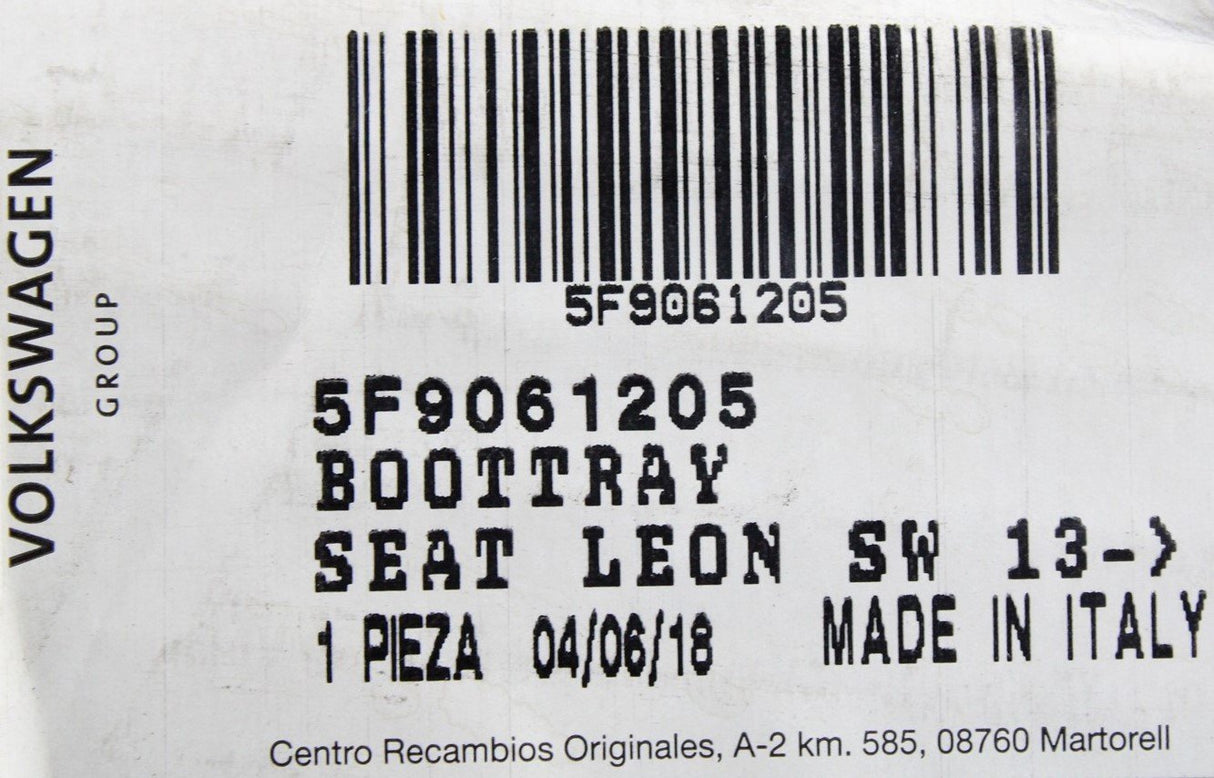 VOLKSWAGEN
GROUP
5F9061205
5F9061205
BOOTTRAY
SEAT LEON SW 13->
1 PIEZA 04/06/18 MADE IN ITALY
Centro Recambios Originales, A-2 km. 585, 08760 Martorell